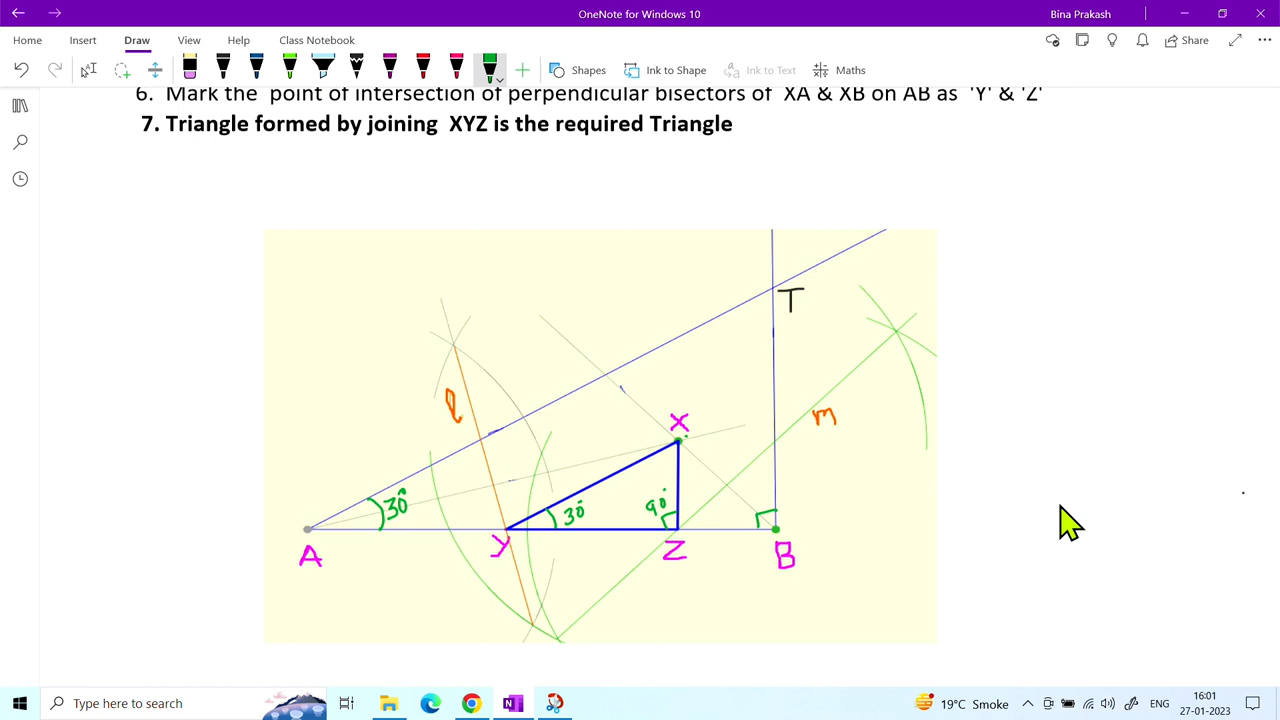 OneNote for Windows 10
Bina Prakash
Home Insert Draw View Help Class Notebook
Share
Shapes Ink to Shape Ink to Text Maths
6. Mark the point of intersection of perpendicular bisectors of XA & XB on AB as 'Y' & 'Z'
7. Triangle formed by joining XYZ is the required Triangle
T
l
X
m
30°
30°
90°
A
Y
Z
B
Type here to search
19°C Smoke
ENG
16:01
27-01-2023